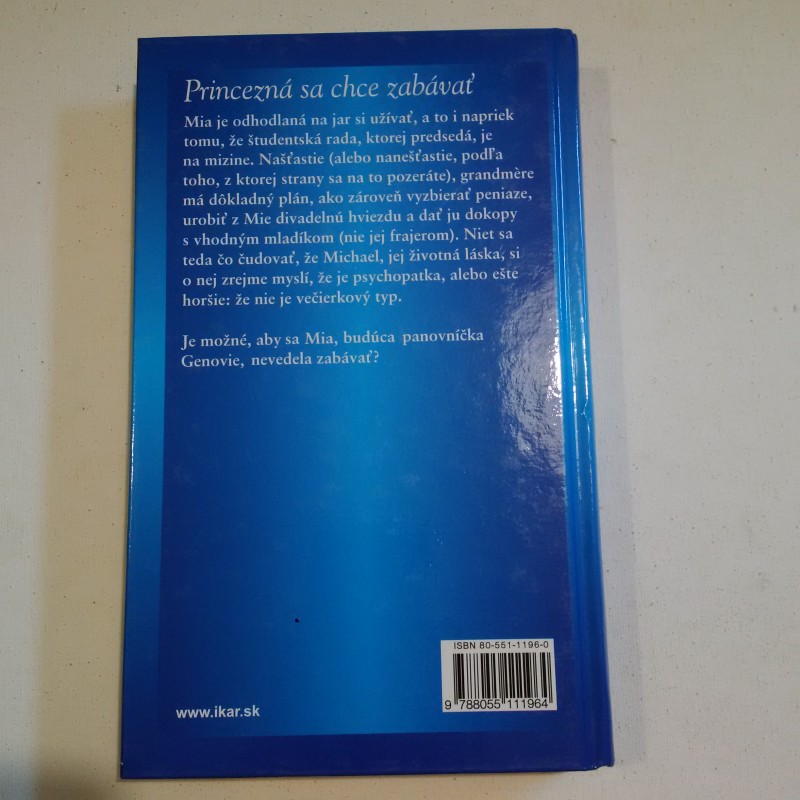 Princezná sa chce zabávať
Mia je odhodlaná na jar si užívať, a to i napriek
tomu, že študentská rada, ktorej predsedá, je
na mizine. Našťastie (alebo nanešťastie, podľa
toho, z ktorej strany sa na to pozeráte), grandmère
má dôkladný plán, ako zároveň vyzbierať peniaze,
urobiť z Mie divadelnú hviezdu a dať ju dokopy
s vhodným mladíkom (nie jej frajerom). Niet sa
teda čo čudovať, že Michael, jej životná láska, si
o nej zrejme myslí, že je psychopatka, alebo ešte
horšie: že nie je večierkový typ.
Je možné, aby sa Mia, budúca panovníčka
Genovie, nevedela zabávať?
ISBN 80-551-1196-0
9 788055 111964
www.ikar.sk